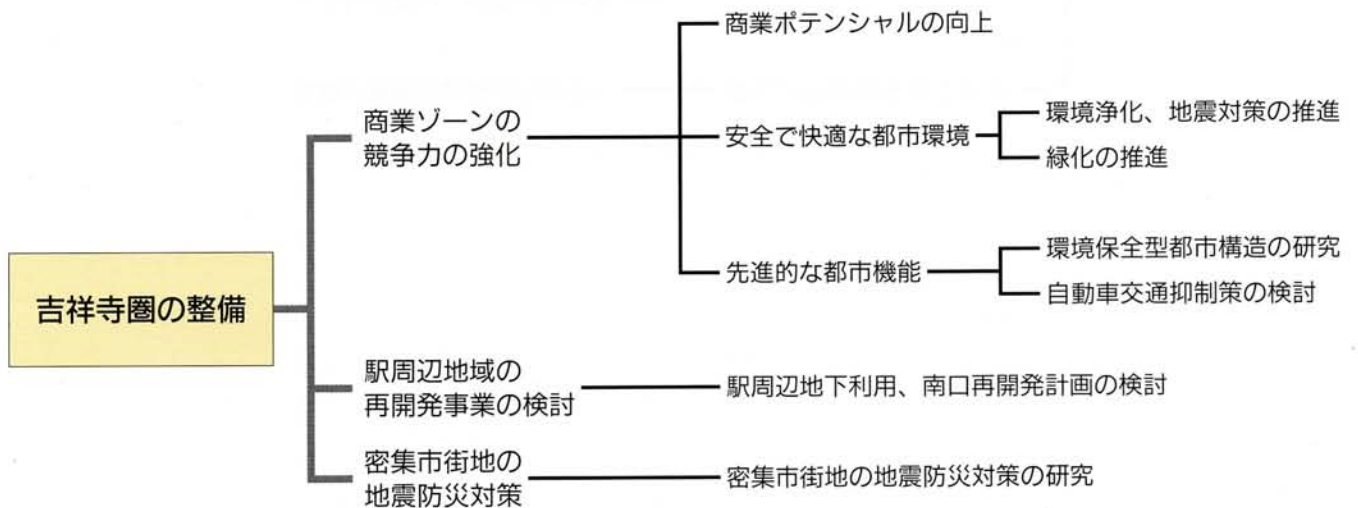 吉祥寺圏の整備
商業ゾーンの
競争力の強化
商業ポテンシャルの向上
安全で快適な都市環境
環境浄化、地震対策の推進
緑化の推進
先進的な都市機能
環境保全型都市構造の研究
自動車交通抑制策の検討
駅周辺地域の
再開発事業の検討
駅周辺地下利用、南口再開発計画の検討
密集市街地の
地震防災対策
密集市街地の地震防災対策の研究